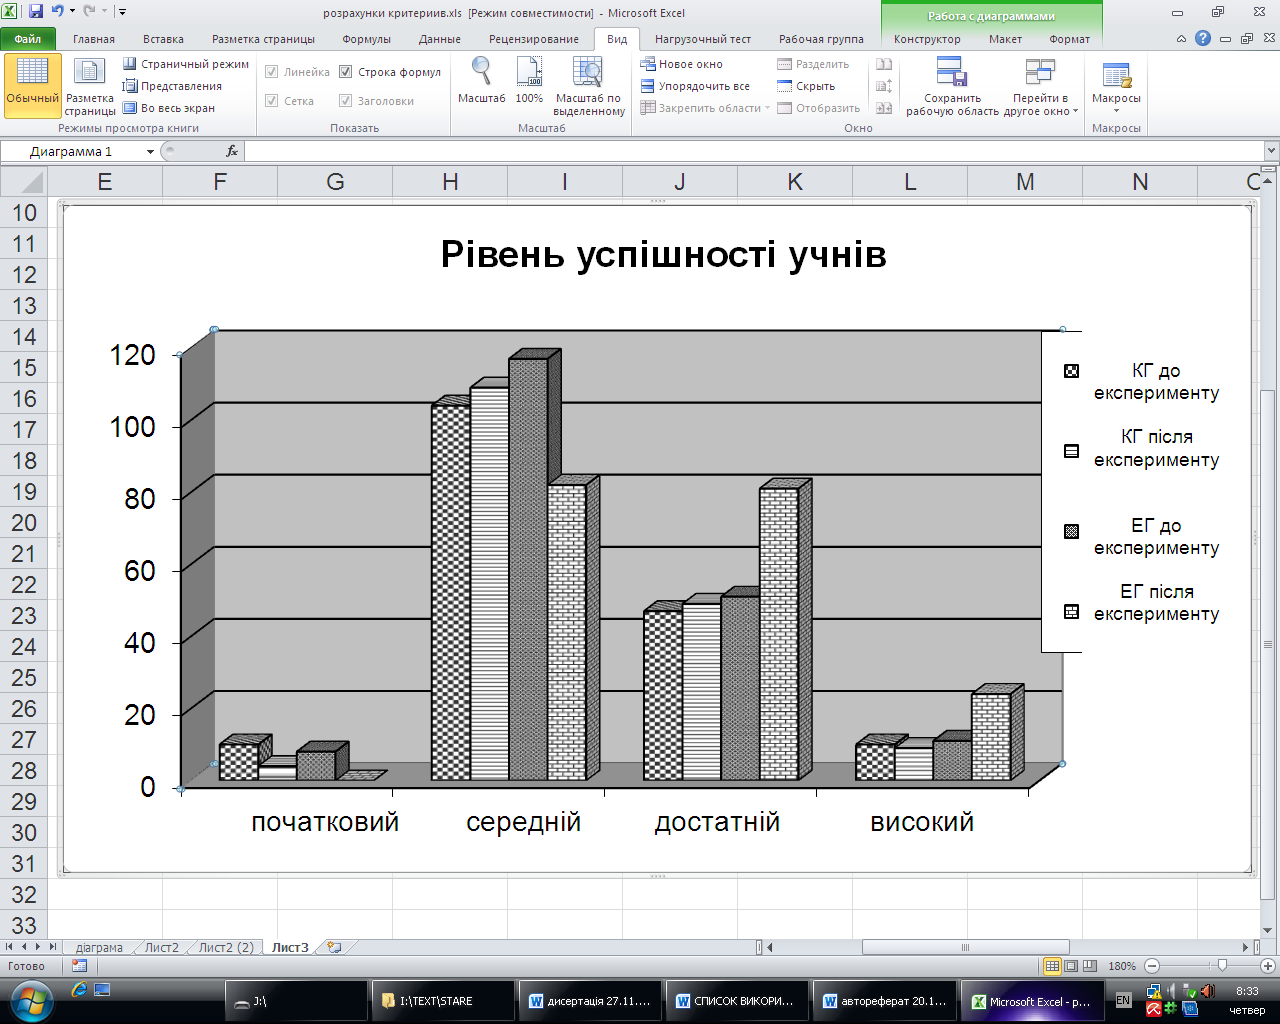 розрахунки критериив.xls [Режим совместимости] - Microsoft Excel
Работа с диаграммами
Файл Главная Вставка Разметка страницы Формулы Данные Рецензирование Вид Нагрузочный тест Рабочая группа Конструктор Макет Формат
Обычный
Разметка страницы
Страничный режим
Представления
Во весь экран
Режимы просмотра книги
Линейка
Строка формул
Сетка
Заголовки
Показать
Масштаб
100%
Масштаб по выделенному
Масштаб
Новое окно
Упорядочить все
Закрепить области
Разделить
Скрыть
Отобразить
Сохранить рабочую область
Перейти в другое окно
Окно
Макросы
Макросы
Диаграмма 1
fx
E F G H I J K L M N O
10
11
12
13
14
15
16
17
18
19
20
21
22
23
24
25
26
27
28
29
30
31
32
33
Рівень успішності учнів
120
100
80
60
40
20
0
початковий середній достатній високий
КГ до
експерименту
КГ після
експерименту
ЕГ до
експерименту
ЕГ після
експерименту
діаграма Лист2 Лист2 (2) Лист3
Готово
180%
J:\
I:\TEXT\STARE
дисертація 27.11....
СПИСОК ВИКОРИ...
автореферат 20.1...
Microsoft Excel - р...
EN
8:33
четвер